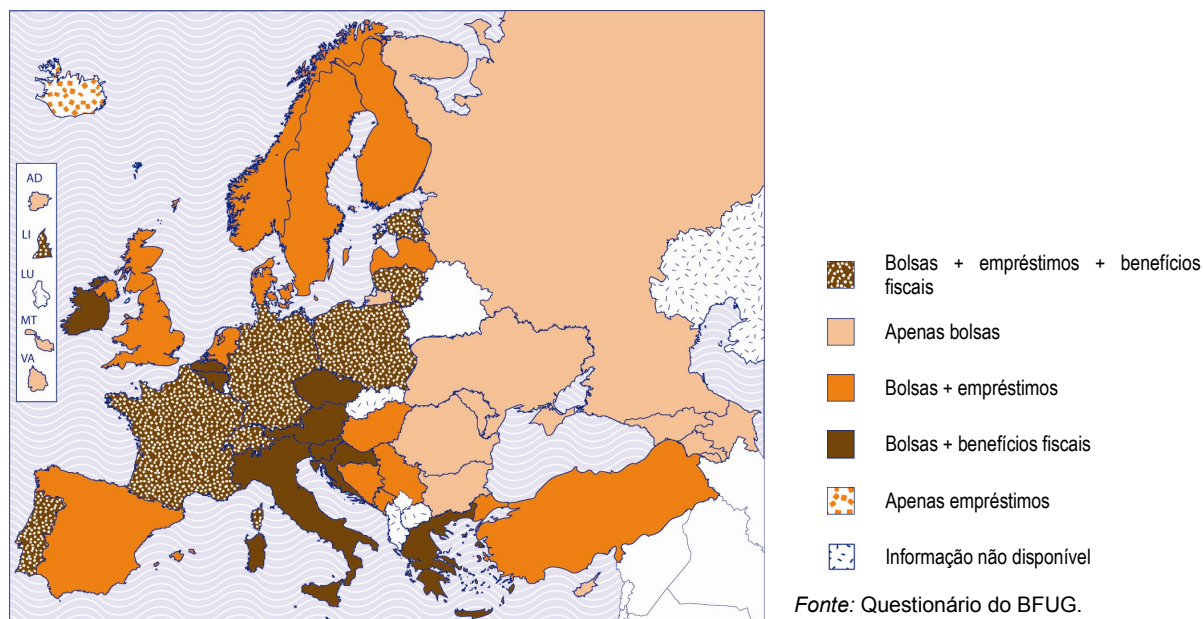 AD
LI
LU
MT
VA
Bolsas + empréstimos + benefícios
fiscais
Apenas bolsas
Bolsas + empréstimos
Bolsas + benefícios fiscais
Apenas empréstimos
Informação não disponível
Fonte: Questionário do BFUG.